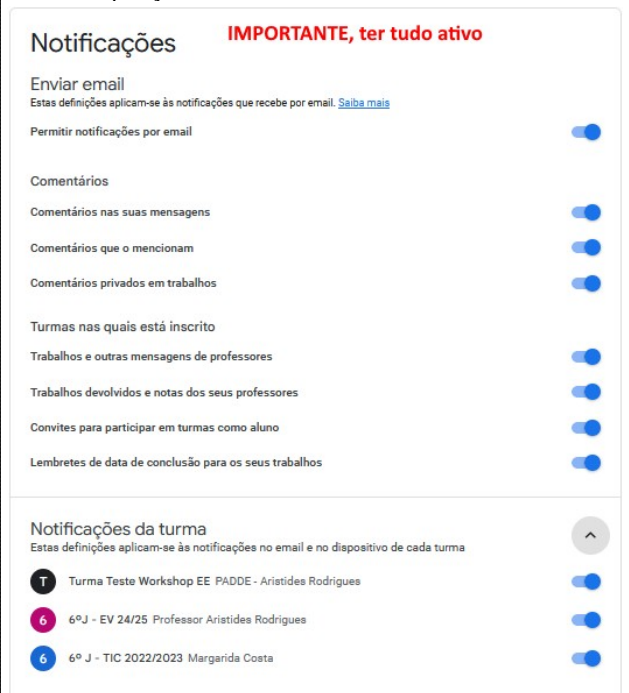 Notificações
IMPORTANTE, ter tudo ativo
Enviar email
Estas definições aplicam-se às notificações que recebe por email. Saiba mais
Permitir notificações por email
Comentários
Comentários nas suas mensagens
Comentários que o mencionam
Comentários privados em trabalhos
Turmas nas quais está inscrito
Trabalhos e outras mensagens de professores
Trabalhos devolvidos e notas dos seus professores
Convites para participar em turmas como aluno
Lembretes de data de conclusão para os seus trabalhos
Notificações da turma
Estas definições aplicam-se às notificações no email e no dispositivo de cada turma
T Turma Teste Workshop EE PADDE - Aristides Rodrigues
6 6ºJ - EV 24/25 Professor Aristides Rodrigues
6 6º J - TIC 2022/2023 Margarida Costa